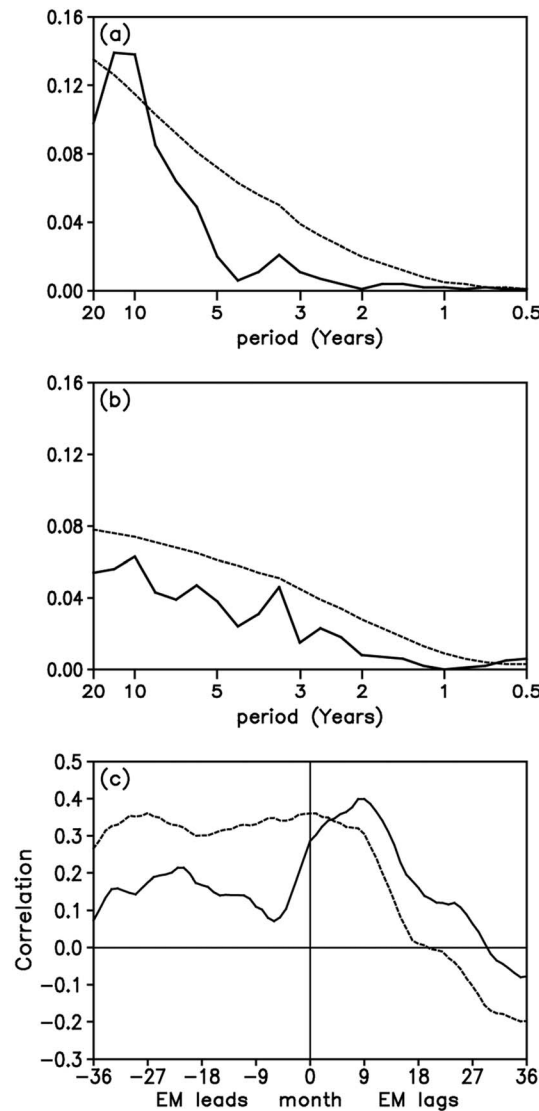 (a)
0.16
0.12
0.08
0.04
0.00
20 10 5 3 2 1 0.5
period (Years)
(b)
0.16
0.12
0.08
0.04
0.00
20 10 5 3 2 1 0.5
period (Years)
(c)
0.5
0.4
0.3
0.2
0.1
0.0
-0.1
-0.2
-0.3
Correlation
-36 -27 -18 -9 0 9 18 27 36
EM leads month EM lags